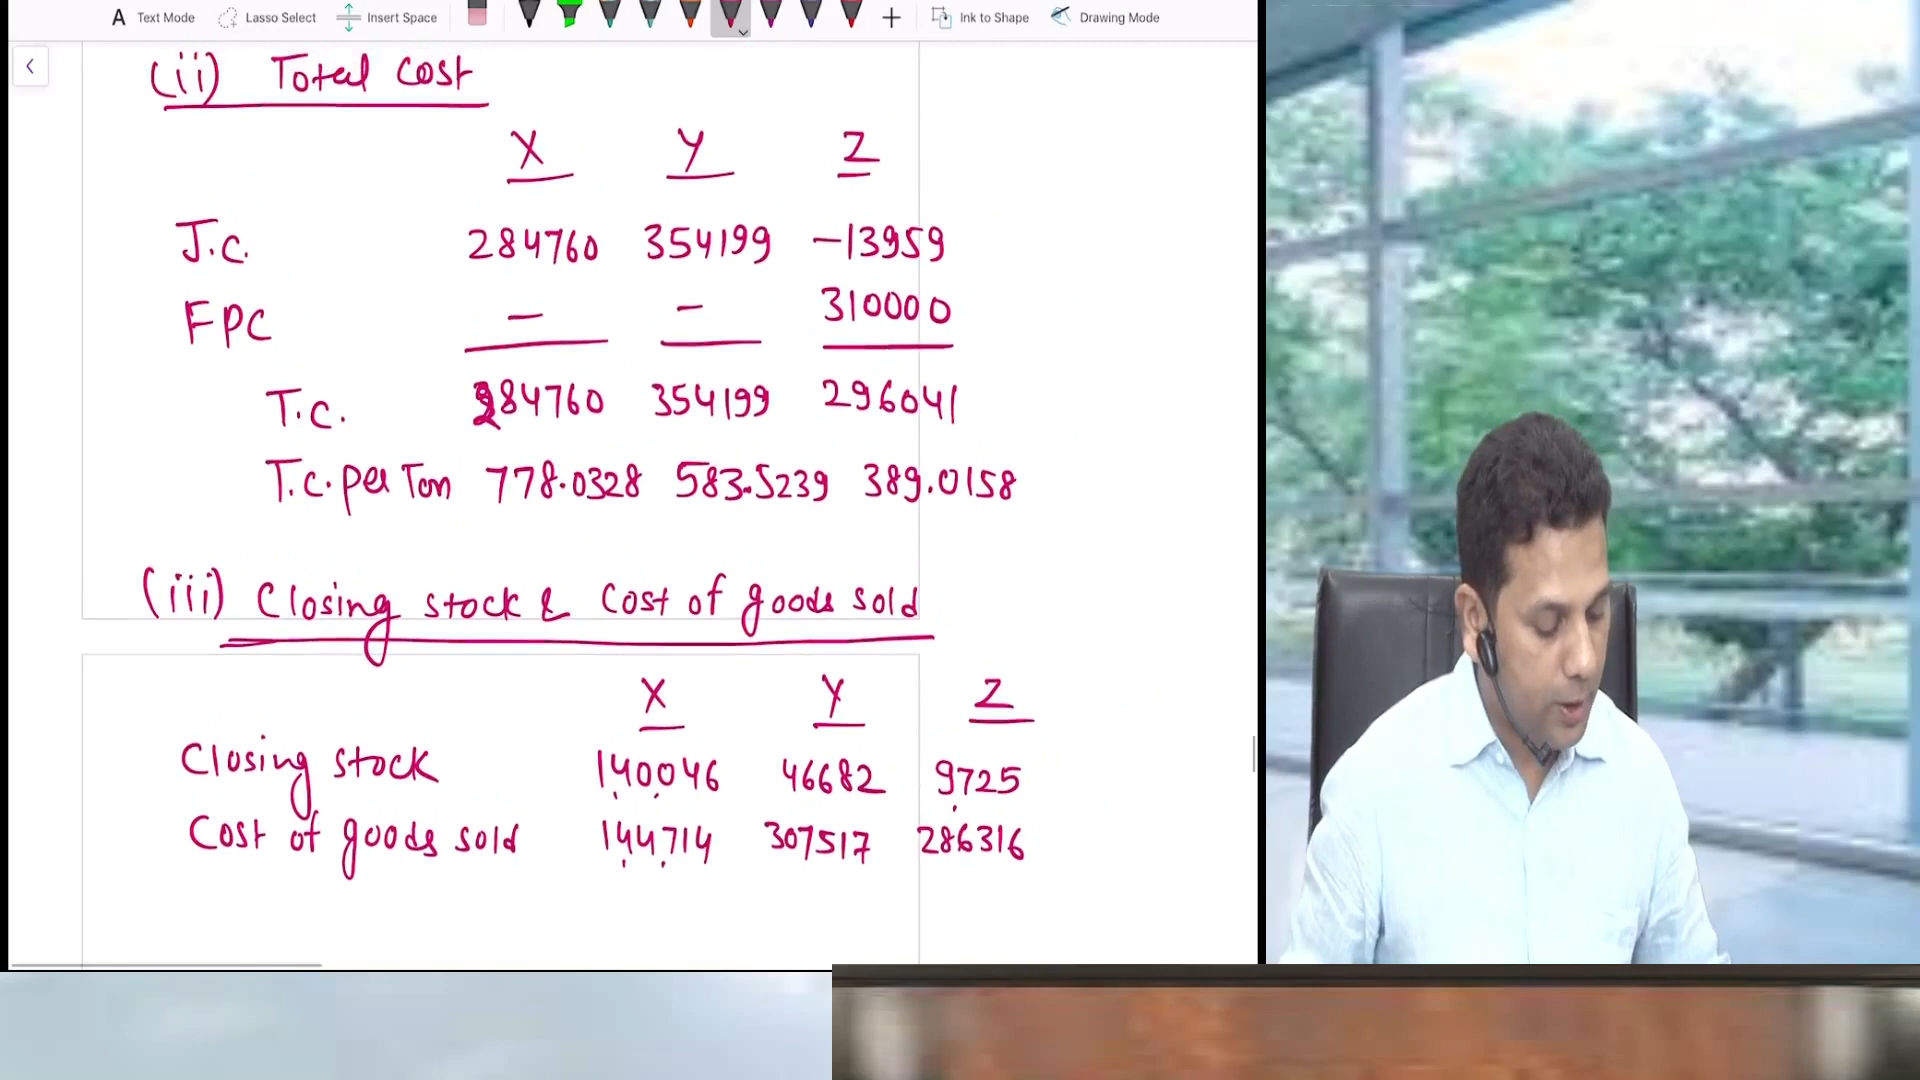 A Text Mode Lasso Select Insert Space Ink to Shape Drawing Mode
(ii) Total cost
X Y Z
J.C. 284760 354199 -13959
FPC - - 310000
T.C. 284760 354199 296041
T.C. per Ton 778.0328 583.5239 389.0158
(iii) Closing stock & Cost of goods sold
X Y Z
Closing stock 140046 46682 9725
Cost of goods sold 144714 307517 286316